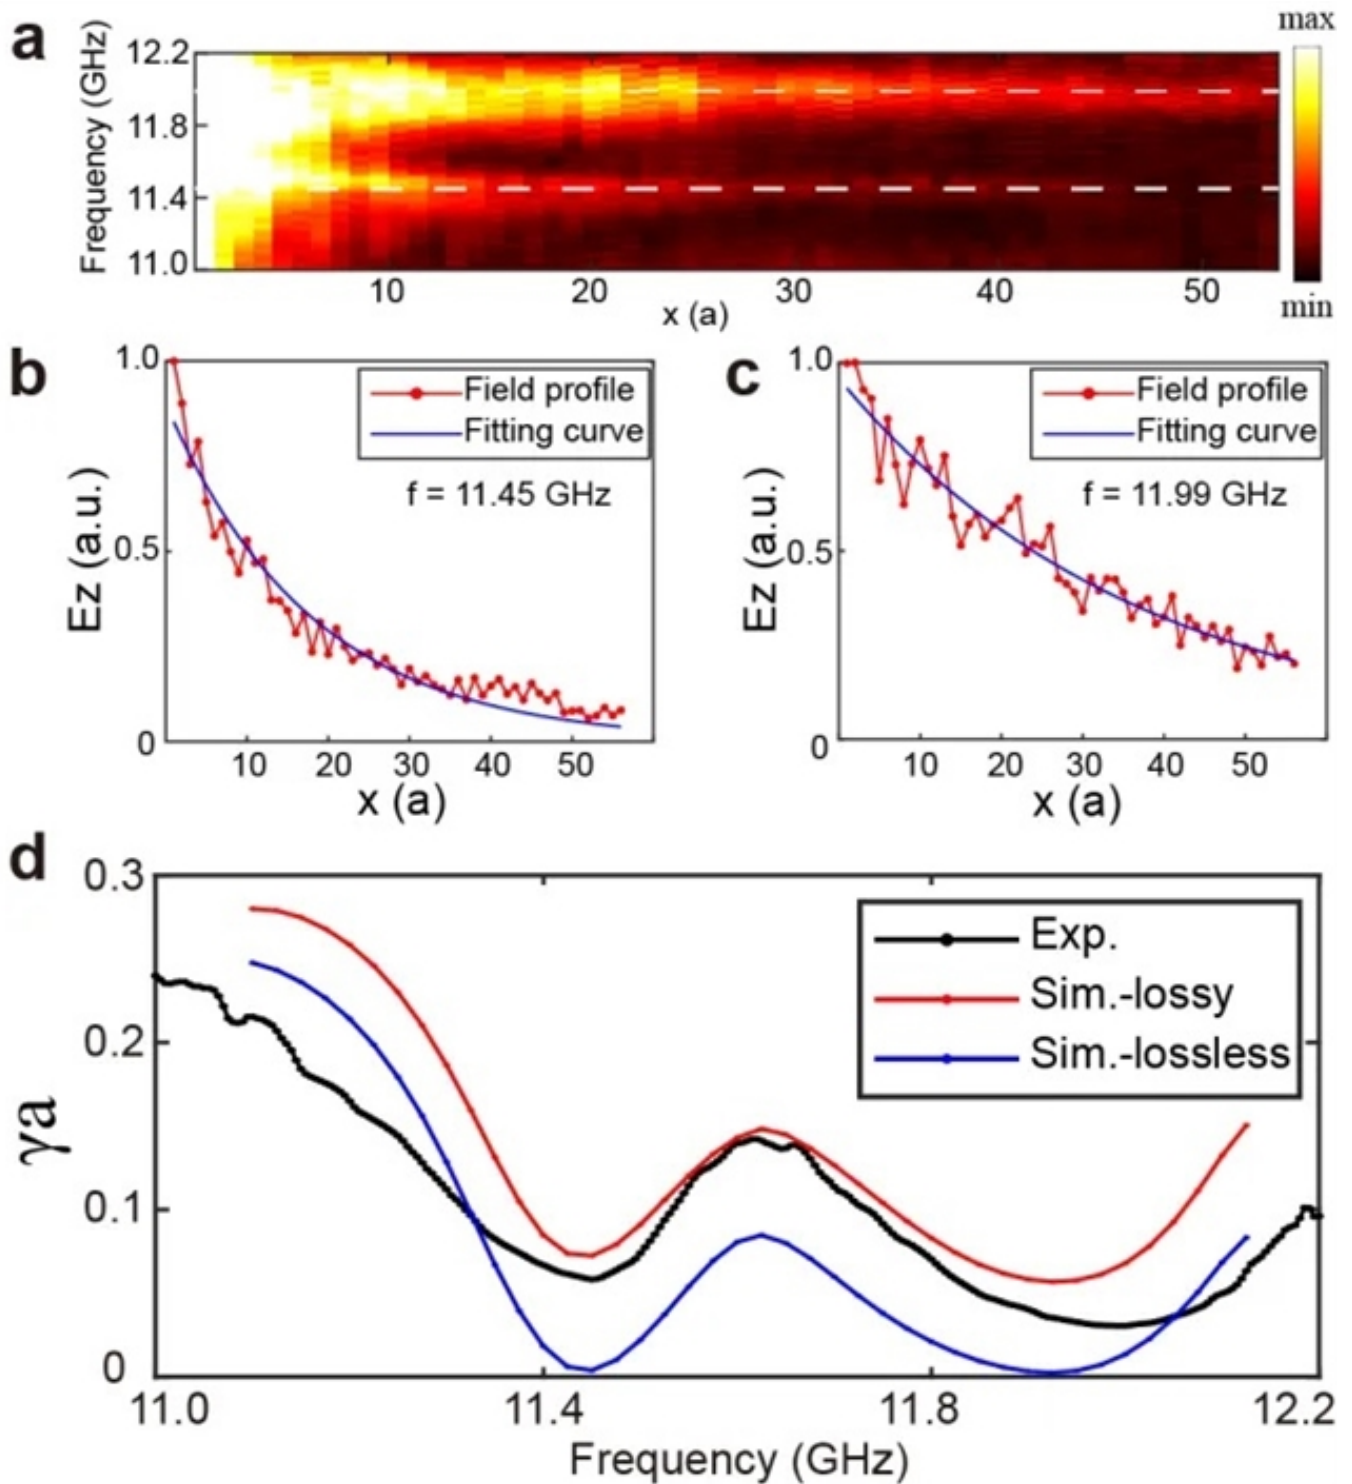 a
Frequency (GHz)
12.2
11.8
11.4
11.0
10 20 30 40 50
x (a)
max
min
b
Ez (a.u.)
1.0
0.5
0
Field profile
Fitting curve
f = 11.45 GHz
10 20 30 40 50
x (a)
c
Ez (a.u.)
1.0
0.5
0
Field profile
Fitting curve
f = 11.99 GHz
10 20 30 40 50
x (a)
d
γa
0.3
0.2
0.1
0
Exp.
Sim.-lossy
Sim.-lossless
11.0 11.4 11.8 12.2
Frequency (GHz)